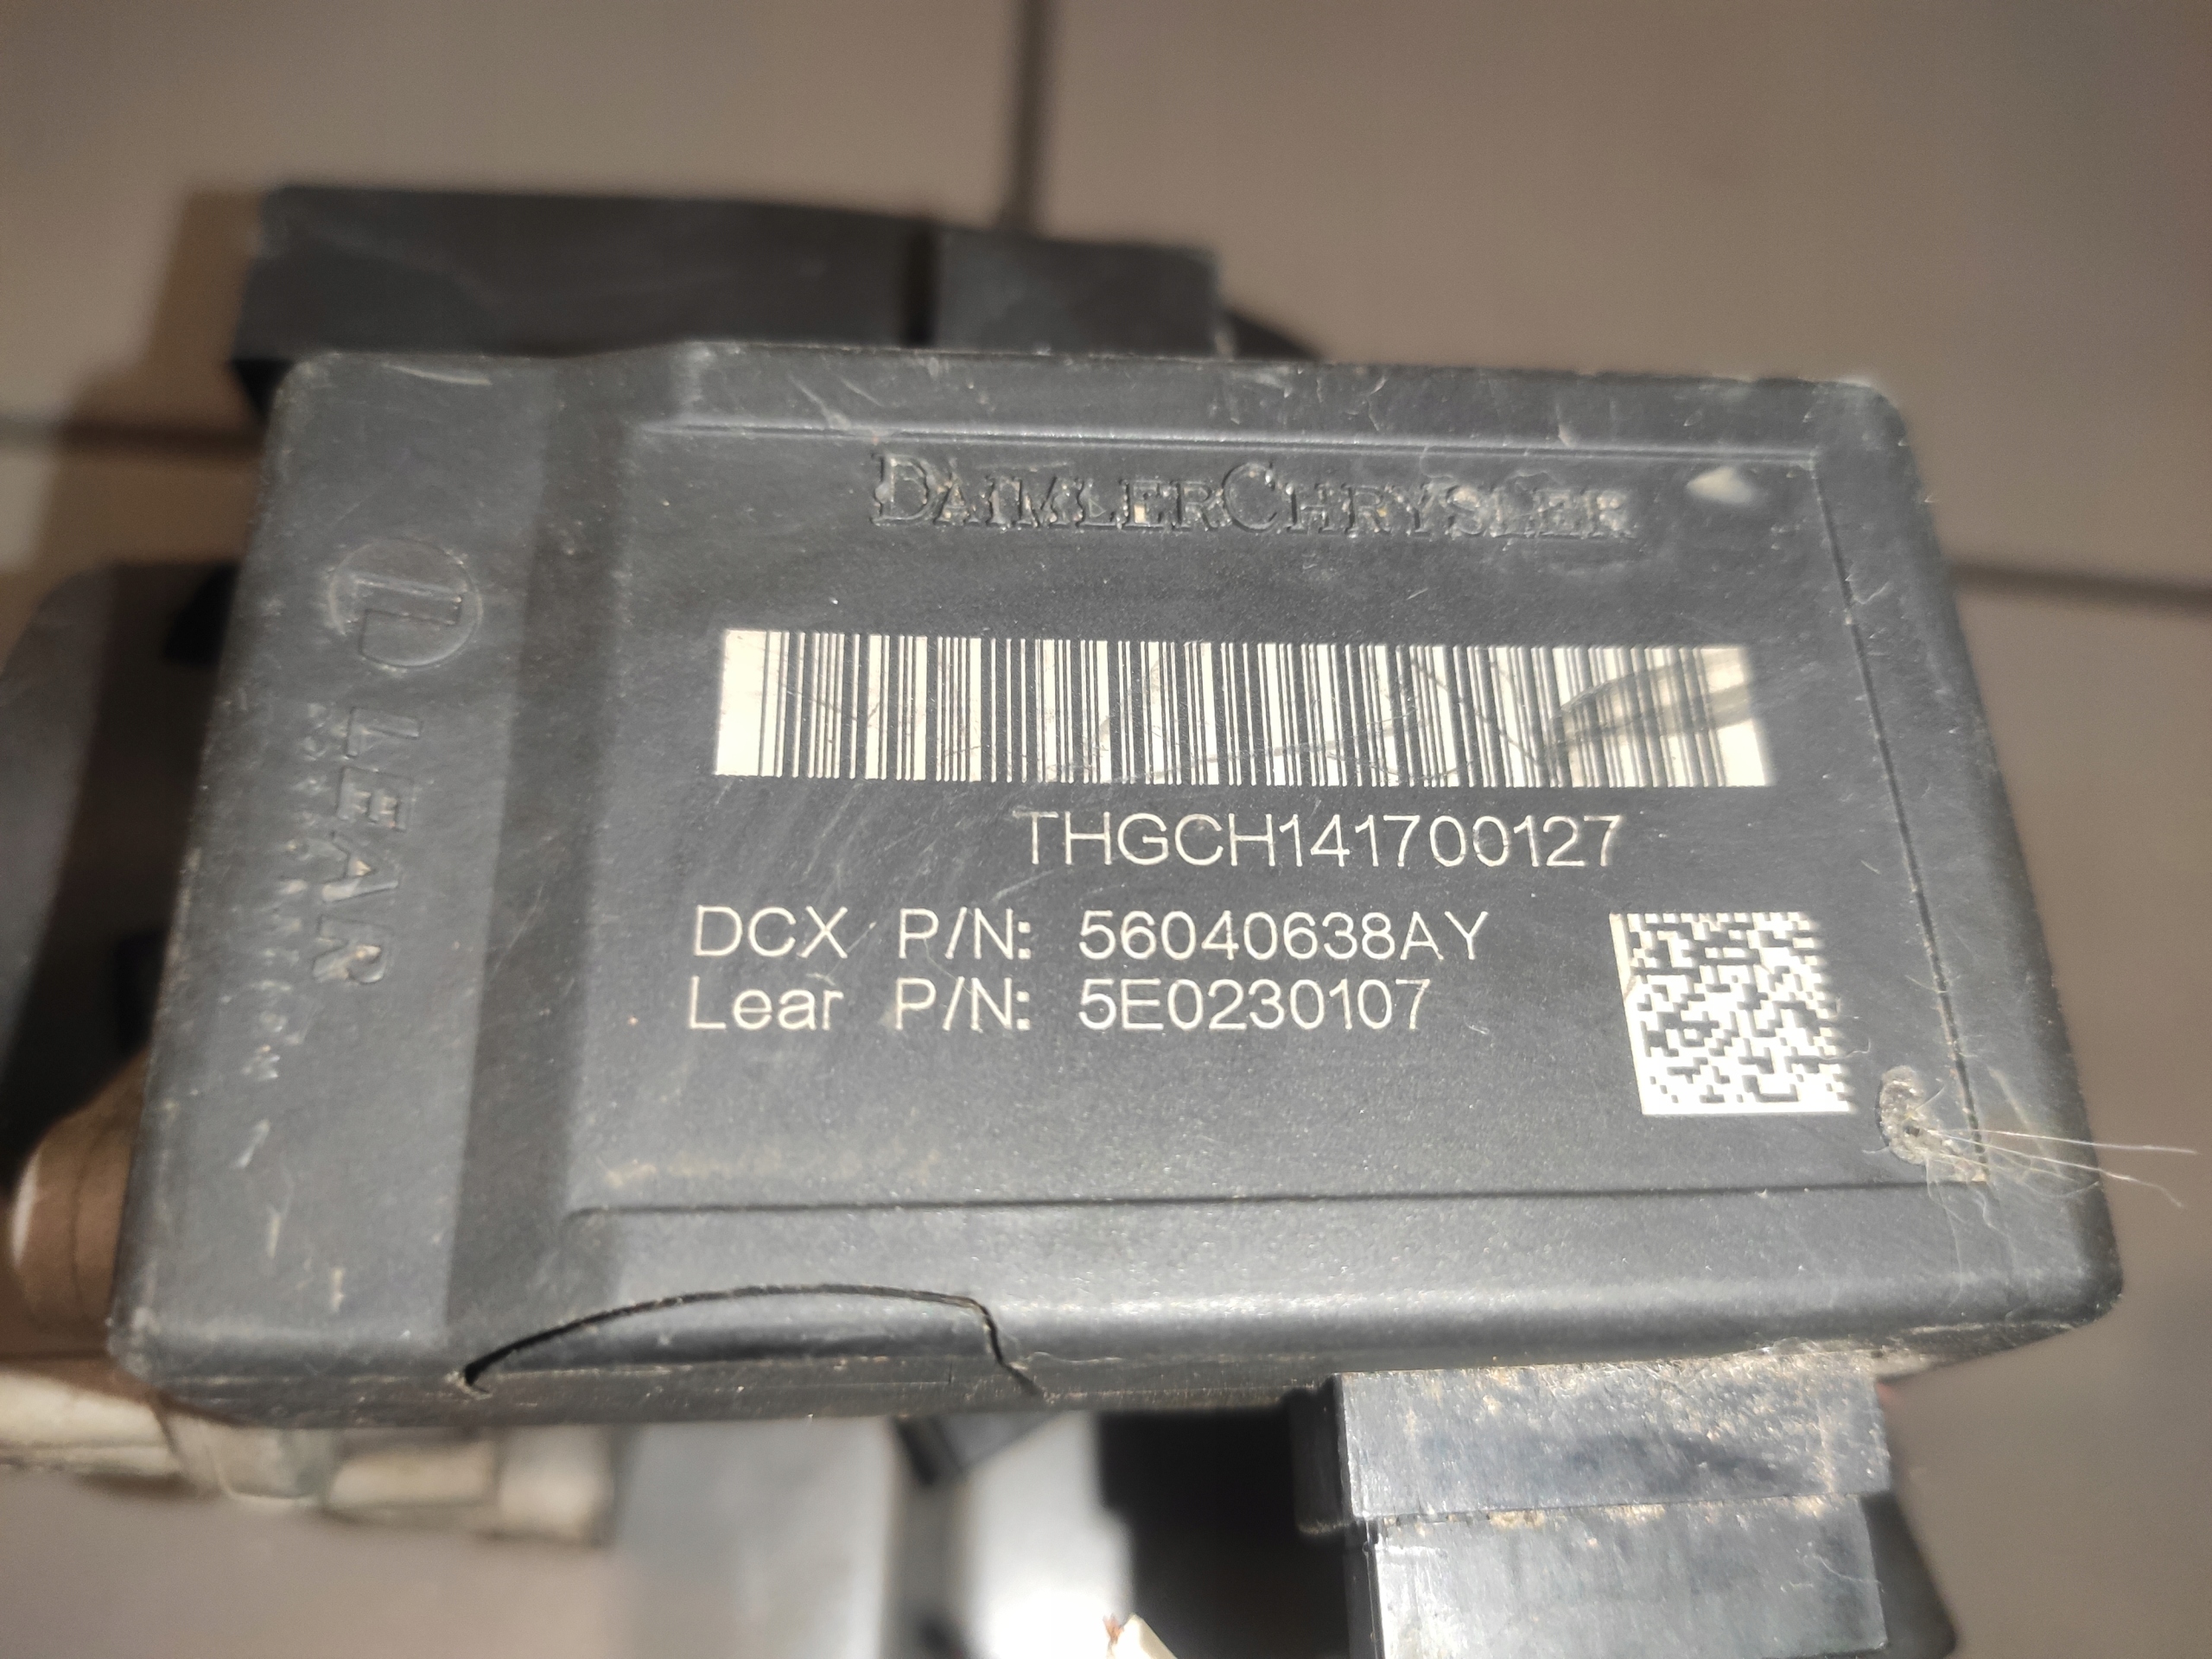 DAIMLERCHRYSLER
L LEAR
THGCH141700127
DCX P/N: 56040638AY
Lear P/N: 5E0230107